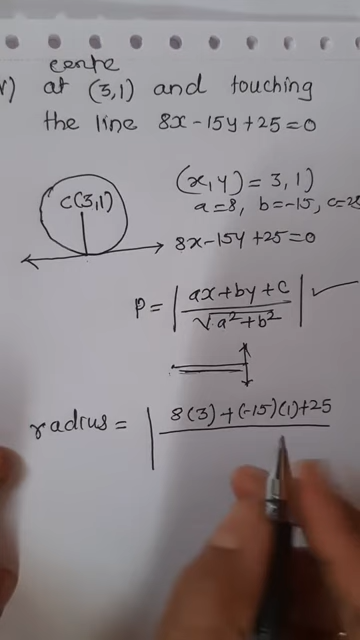 centre
v) at (3,1) and touching
the line 8x-15y+25=0
C(3,1)
(x,y)=3,1)
a=8, b=-15, c=25
8x-15y+25=0
P = | ax+by+c / √a²+b² |
radius = | 8(3)+(-15)(1)+25